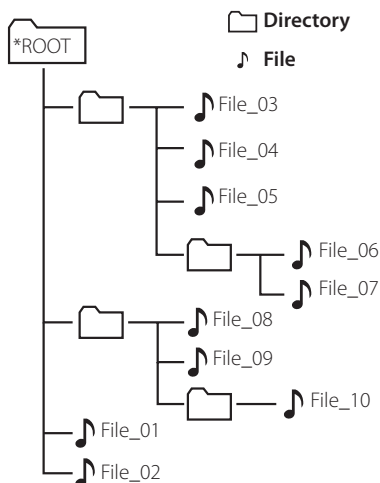 Directory
*ROOT
File
File_03
File_04
File_05
File_06
File_07
File_08
File_09
File_10
File_01
File_02